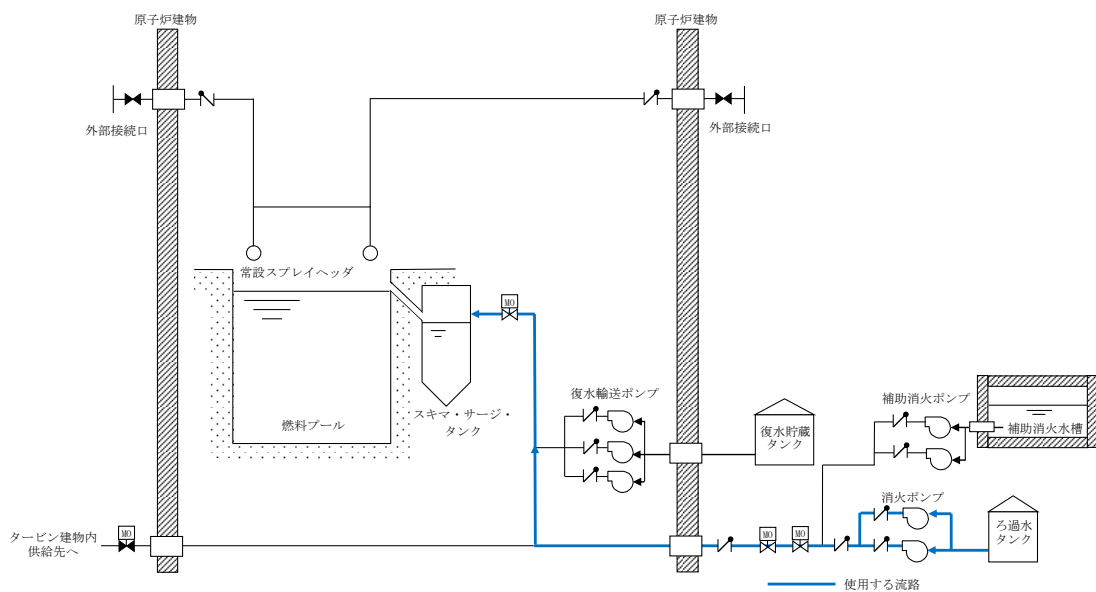 原子炉建物
原子炉建物
外部接続口
外部接続口
常設スプレイヘッダ
MO
復水輸送ポンプ
補助消火ポンプ
スキマ・サージ・
タンク
燃料プール
復水貯蔵
タンク
補助消火水槽
消火ポンプ
タービン建物内
供給先へ
MO
MO
MO
ろ過水
タンク
使用する流路